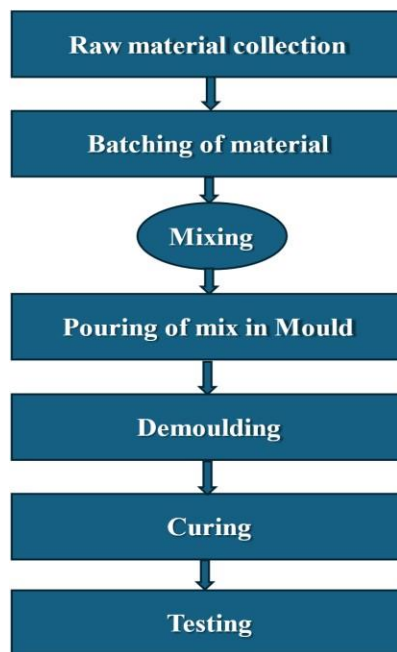 Raw material collection
Batching of material
Mixing
Pouring of mix in Mould
Demoulding
Curing
Testing